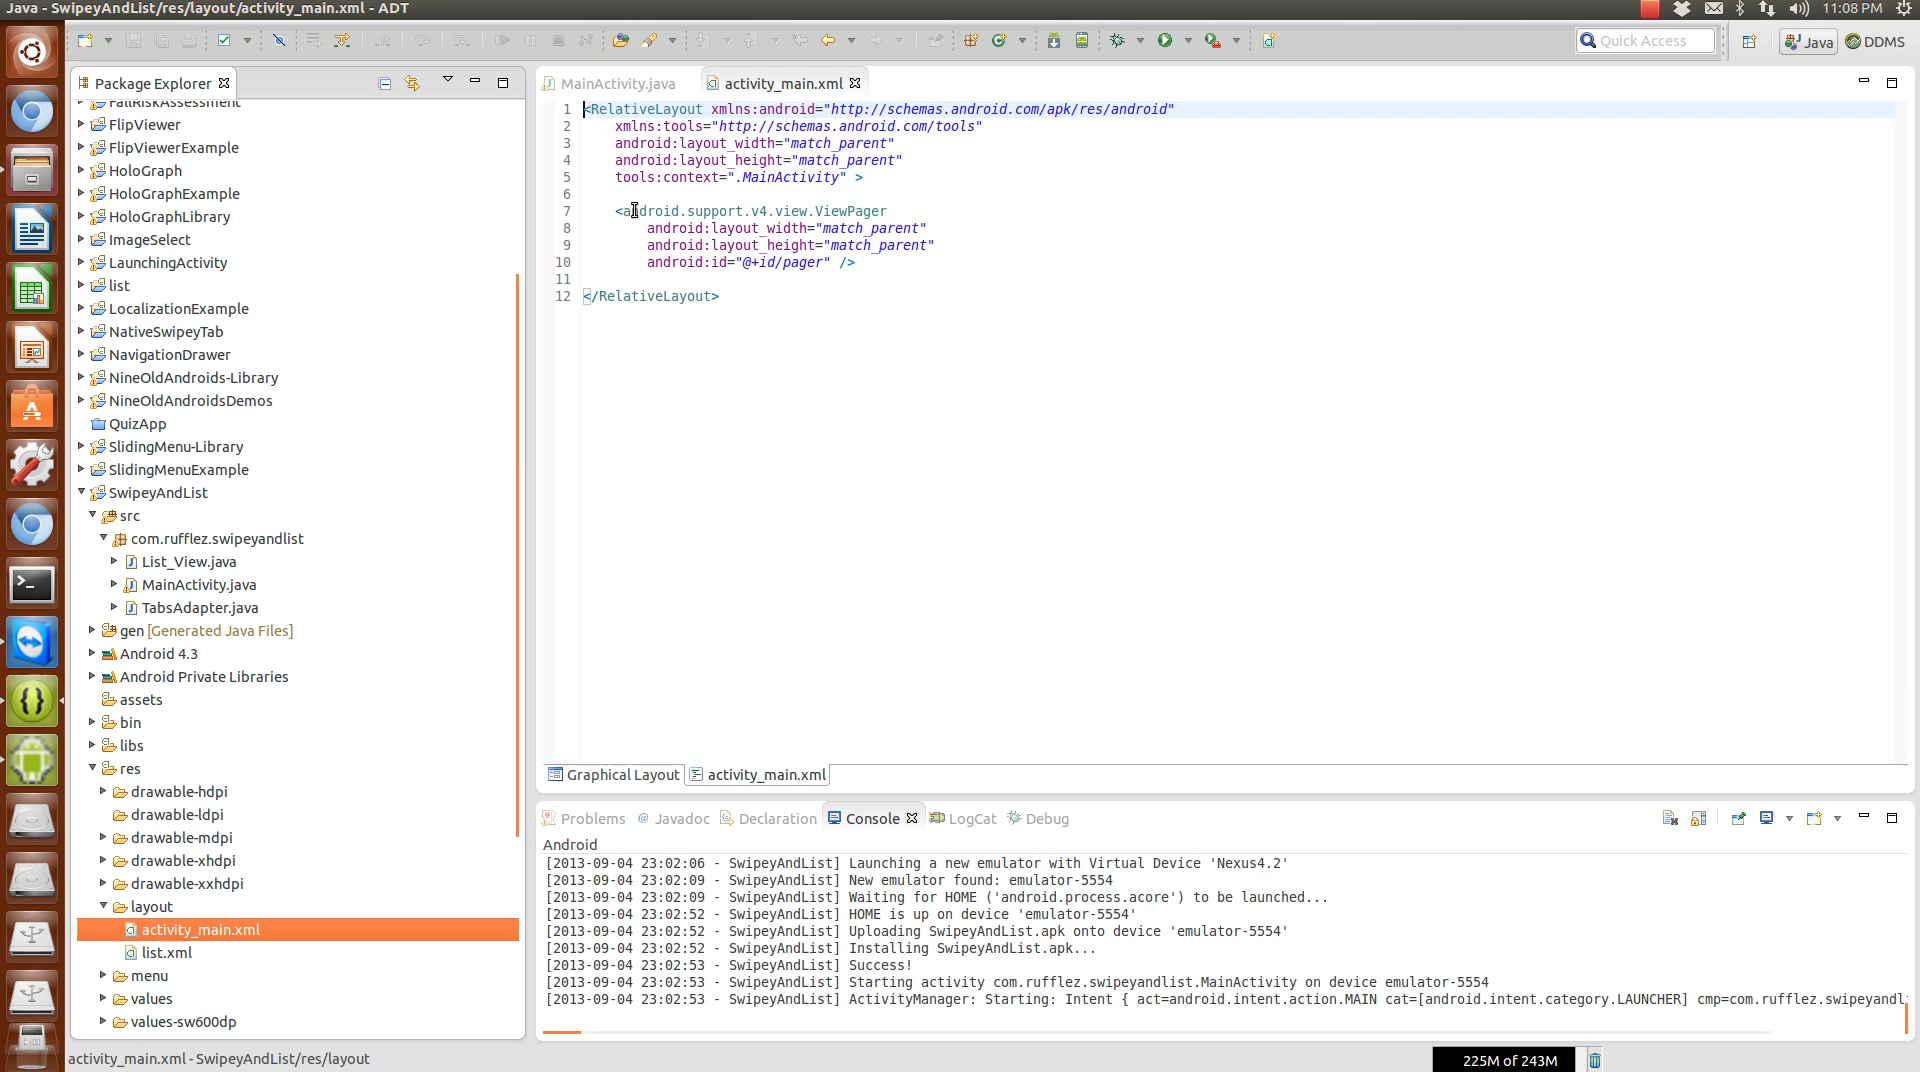 Java - SwipeyAndList/res/layout/activity_main.xml - ADT
11:08 PM
Quick Access
Java
DDMS
Package Explorer
MainActivity.java
activity_main.xml
FallRiskAssessment
FlipViewer
FlipViewerExample
HoloGraph
HoloGraphExample
HoloGraphLibrary
ImageSelect
LaunchingActivity
list
LocalizationExample
NativeSwipeyTab
NavigationDrawer
NineOldAndroids-Library
NineOldAndroidsDemos
QuizApp
SlidingMenu-Library
SlidingMenuExample
SwipeyAndList
src
com.rufflez.swipeyandlist
List_View.java
MainActivity.java
TabsAdapter.java
gen [Generated Java Files]
Android 4.3
Android Private Libraries
assets
bin
libs
res
drawable-hdpi
drawable-ldpi
drawable-mdpi
drawable-xhdpi
drawable-xxhdpi
layout
activity_main.xml
list.xml
menu
values
values-sw600dp
1 <RelativeLayout xmlns:android="http://schemas.android.com/apk/res/android"
2 xmlns:tools="http://schemas.android.com/tools"
3 android:layout_width="match_parent"
4 android:layout_height="match_parent"
5 tools:context=".MainActivity" >
6
7 <android.support.v4.view.ViewPager
8 android:layout_width="match_parent"
9 android:layout_height="match_parent"
10 android:id="@+id/pager" />
11
12 </RelativeLayout>
Graphical Layout
activity_main.xml
Problems @ Javadoc Declaration Console LogCat Debug
Android
[2013-09-04 23:02:06 - SwipeyAndList] Launching a new emulator with Virtual Device 'Nexus4.2'
[2013-09-04 23:02:09 - SwipeyAndList] New emulator found: emulator-5554
[2013-09-04 23:02:09 - SwipeyAndList] Waiting for HOME ('android.process.acore') to be launched...
[2013-09-04 23:02:52 - SwipeyAndList] HOME is up on device 'emulator-5554'
[2013-09-04 23:02:52 - SwipeyAndList] Uploading SwipeyAndList.apk onto device 'emulator-5554'
[2013-09-04 23:02:52 - SwipeyAndList] Installing SwipeyAndList.apk...
[2013-09-04 23:02:53 - SwipeyAndList] Success!
[2013-09-04 23:02:53 - SwipeyAndList] Starting activity com.rufflez.swipeyandlist.MainActivity on device emulator-5554
[2013-09-04 23:02:53 - SwipeyAndList] ActivityManager: Starting: Intent { act=android.intent.action.MAIN cat=[android.intent.category.LAUNCHER] cmp=com.rufflez.swipeyandl
activity_main.xml - SwipeyAndList/res/layout
225M of 243M